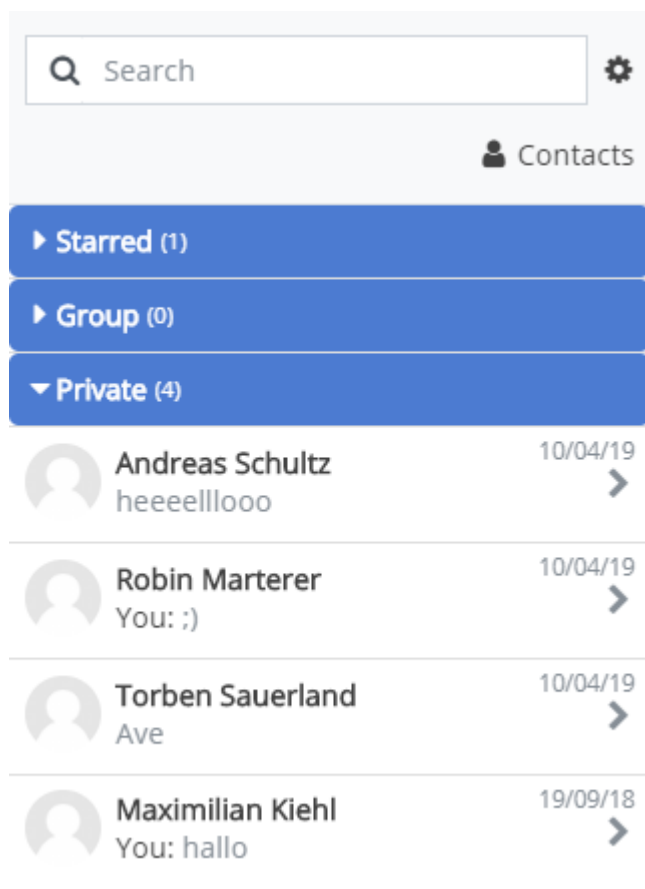 Search
Contacts
Starred (1)
Group (0)
Private (4)
Andreas Schultz 10/04/19
heeeelllooo
Robin Marterer 10/04/19
You: ;)
Torben Sauerland 10/04/19
Ave
Maximilian Kiehl 19/09/18
You: hallo